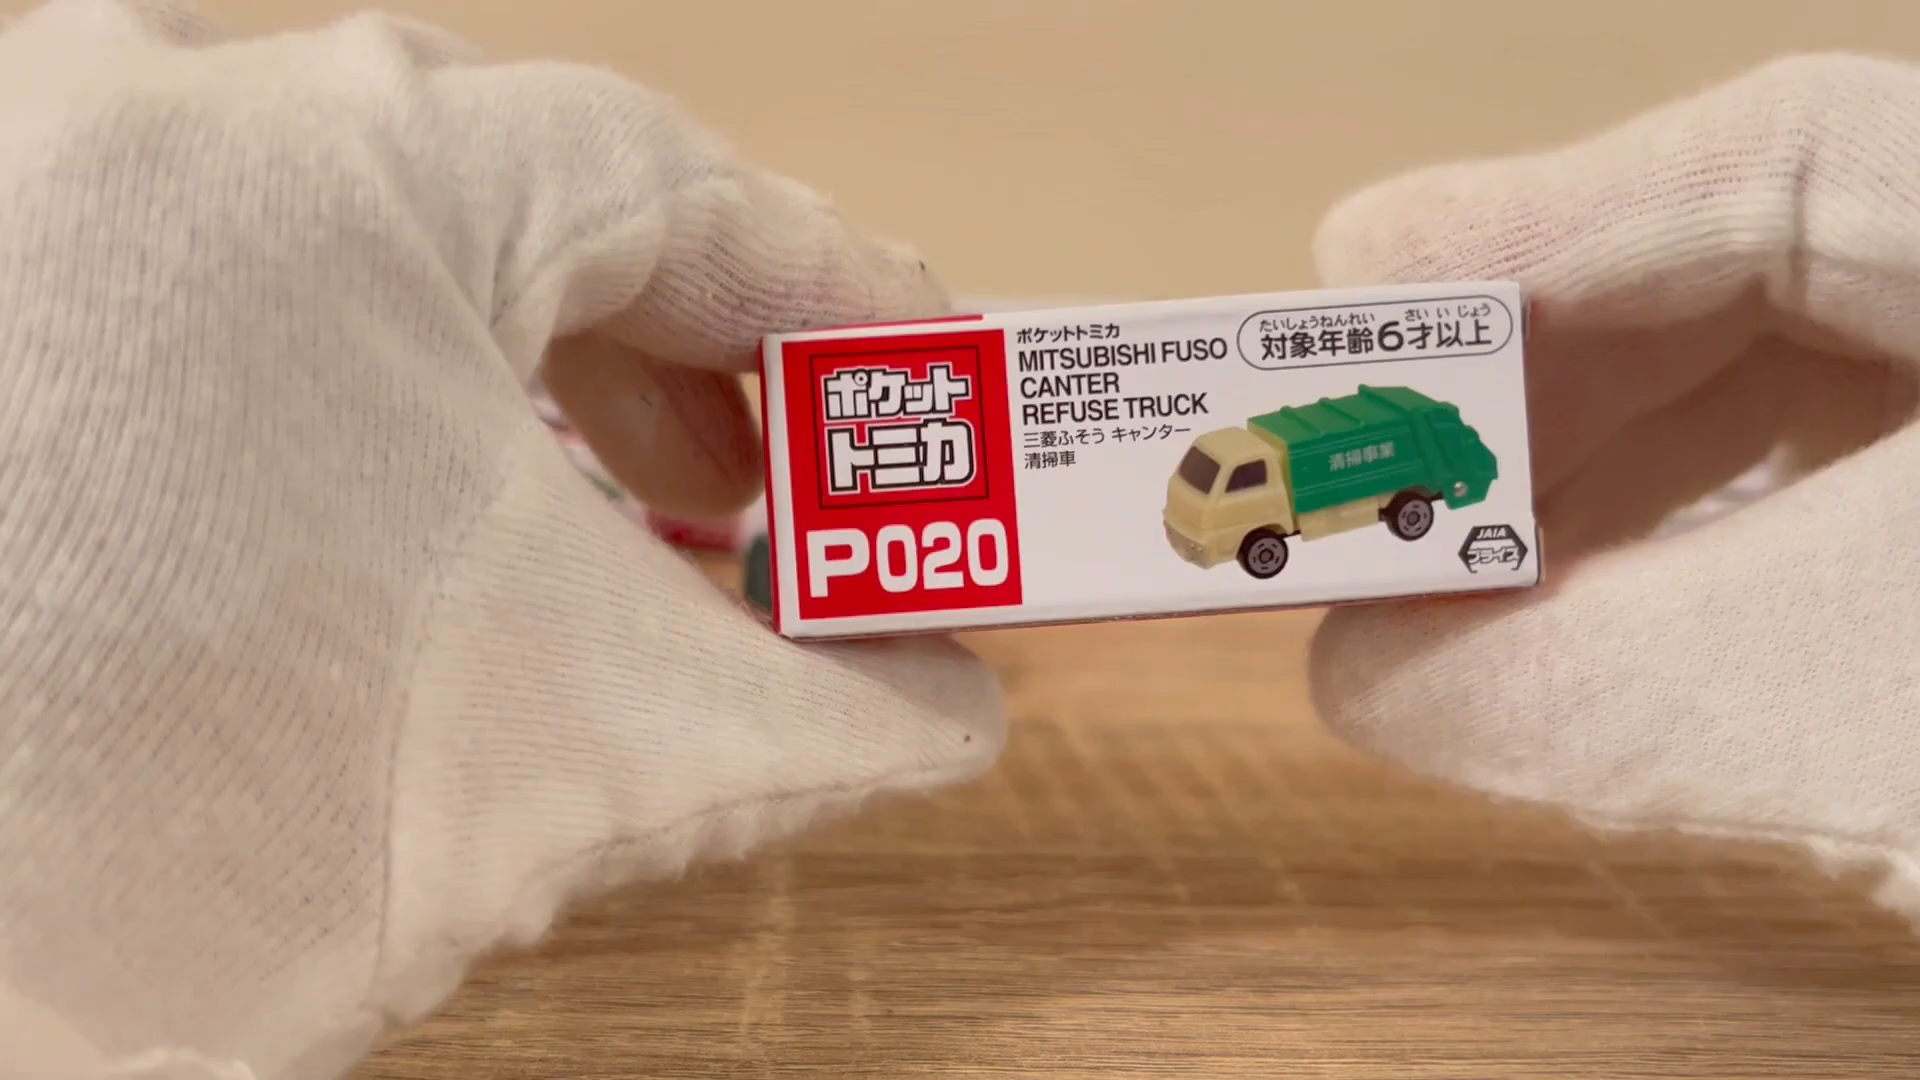 ポケット
トミカ
P020
ポケットトミカ
MITSUBISHI FUSO
CANTER
REFUSE TRUCK
三菱ふそう キャンター
清掃車
たいしょうねんれい さい い じょう
対象年齢6才以上
清掃事業
JAIA
プライズ